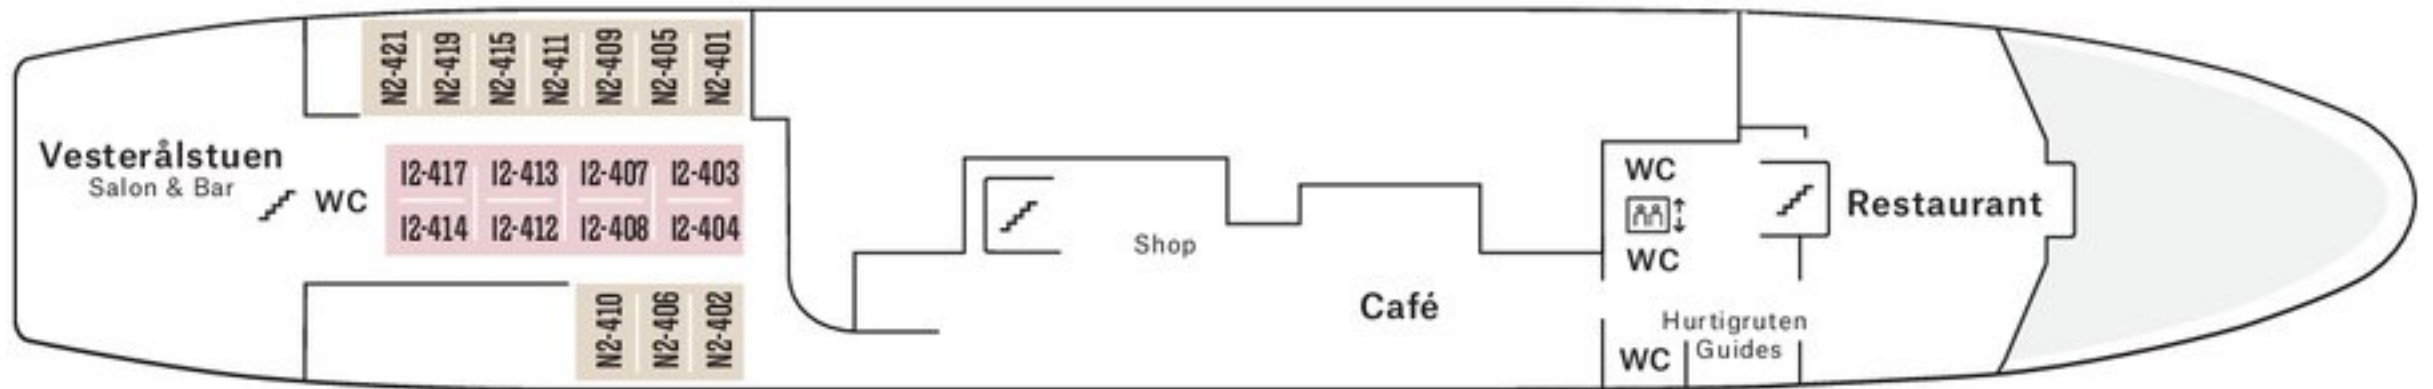 N2-421
N2-419
N2-415
N2-411
N2-409
N2-405
N2-401
Vesterålstuen
Salon & Bar
WC
I2-417 I2-413 I2-407 I2-403
I2-414 I2-412 I2-408 I2-404
N2-410
N2-406
N2-402
Shop
Café
WC
WC
Restaurant
Hurtigruten
Guides
WC